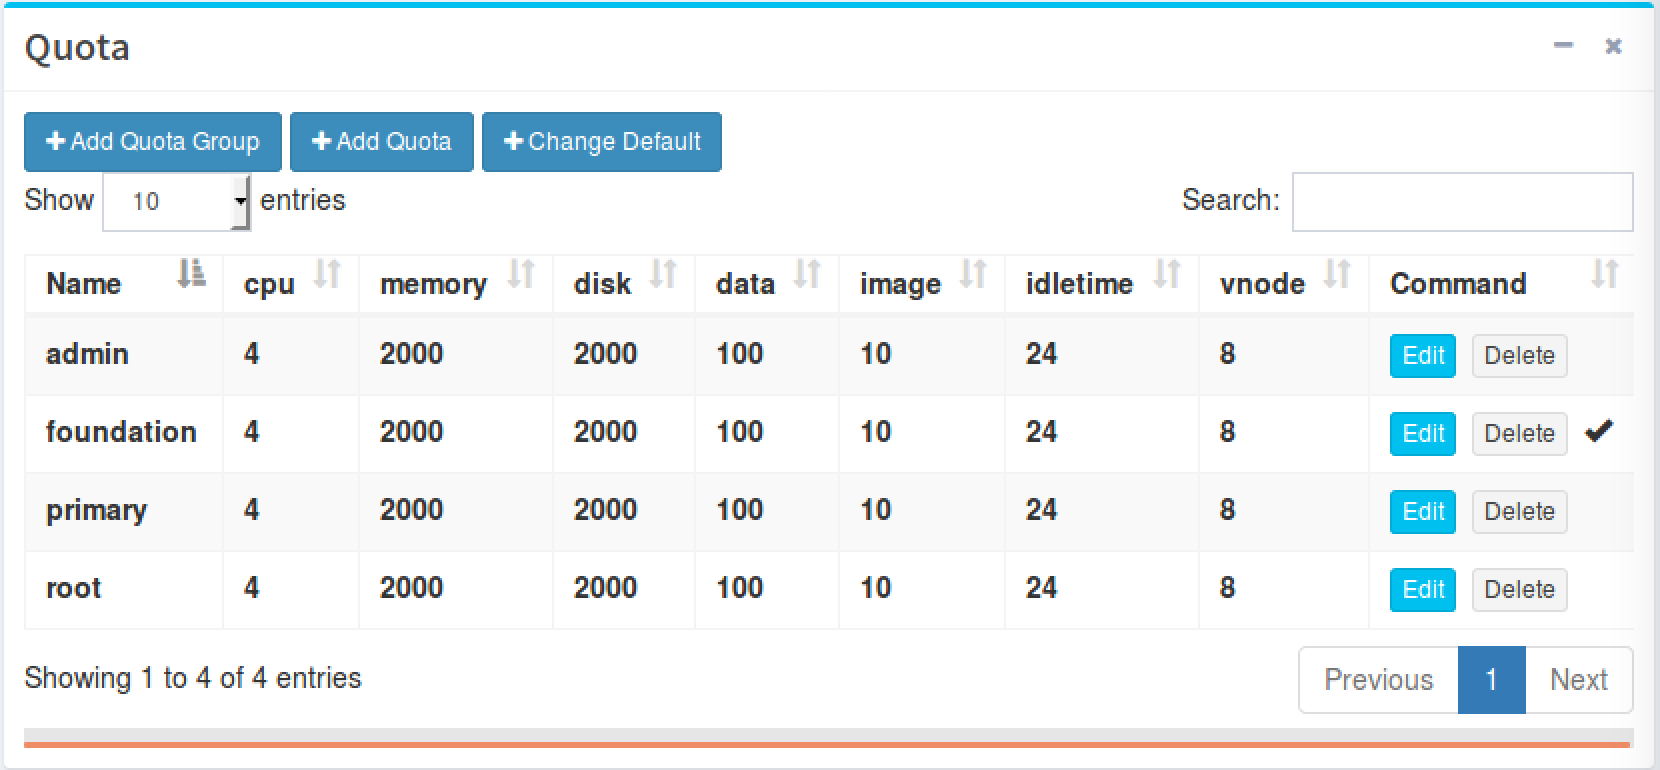 Quota
Add Quota Group Add Quota Change Default
Show 10 entries Search:
Name cpu memory disk data image idletime vnode Command
admin 4 2000 2000 100 10 24 8 Edit Delete
foundation 4 2000 2000 100 10 24 8 Edit Delete
primary 4 2000 2000 100 10 24 8 Edit Delete
root 4 2000 2000 100 10 24 8 Edit Delete
Showing 1 to 4 of 4 entries Previous 1 Next